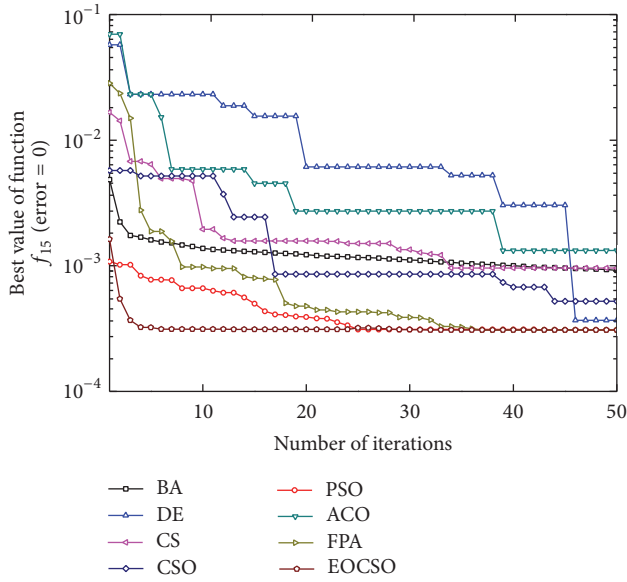 Best value of function
f₁₅ (error = 0)
10⁻¹
10⁻²
10⁻³
10⁻⁴
10 20 30 40 50
Number of iterations
BA PSO
DE ACO
CS FPA
CSO EOCSO